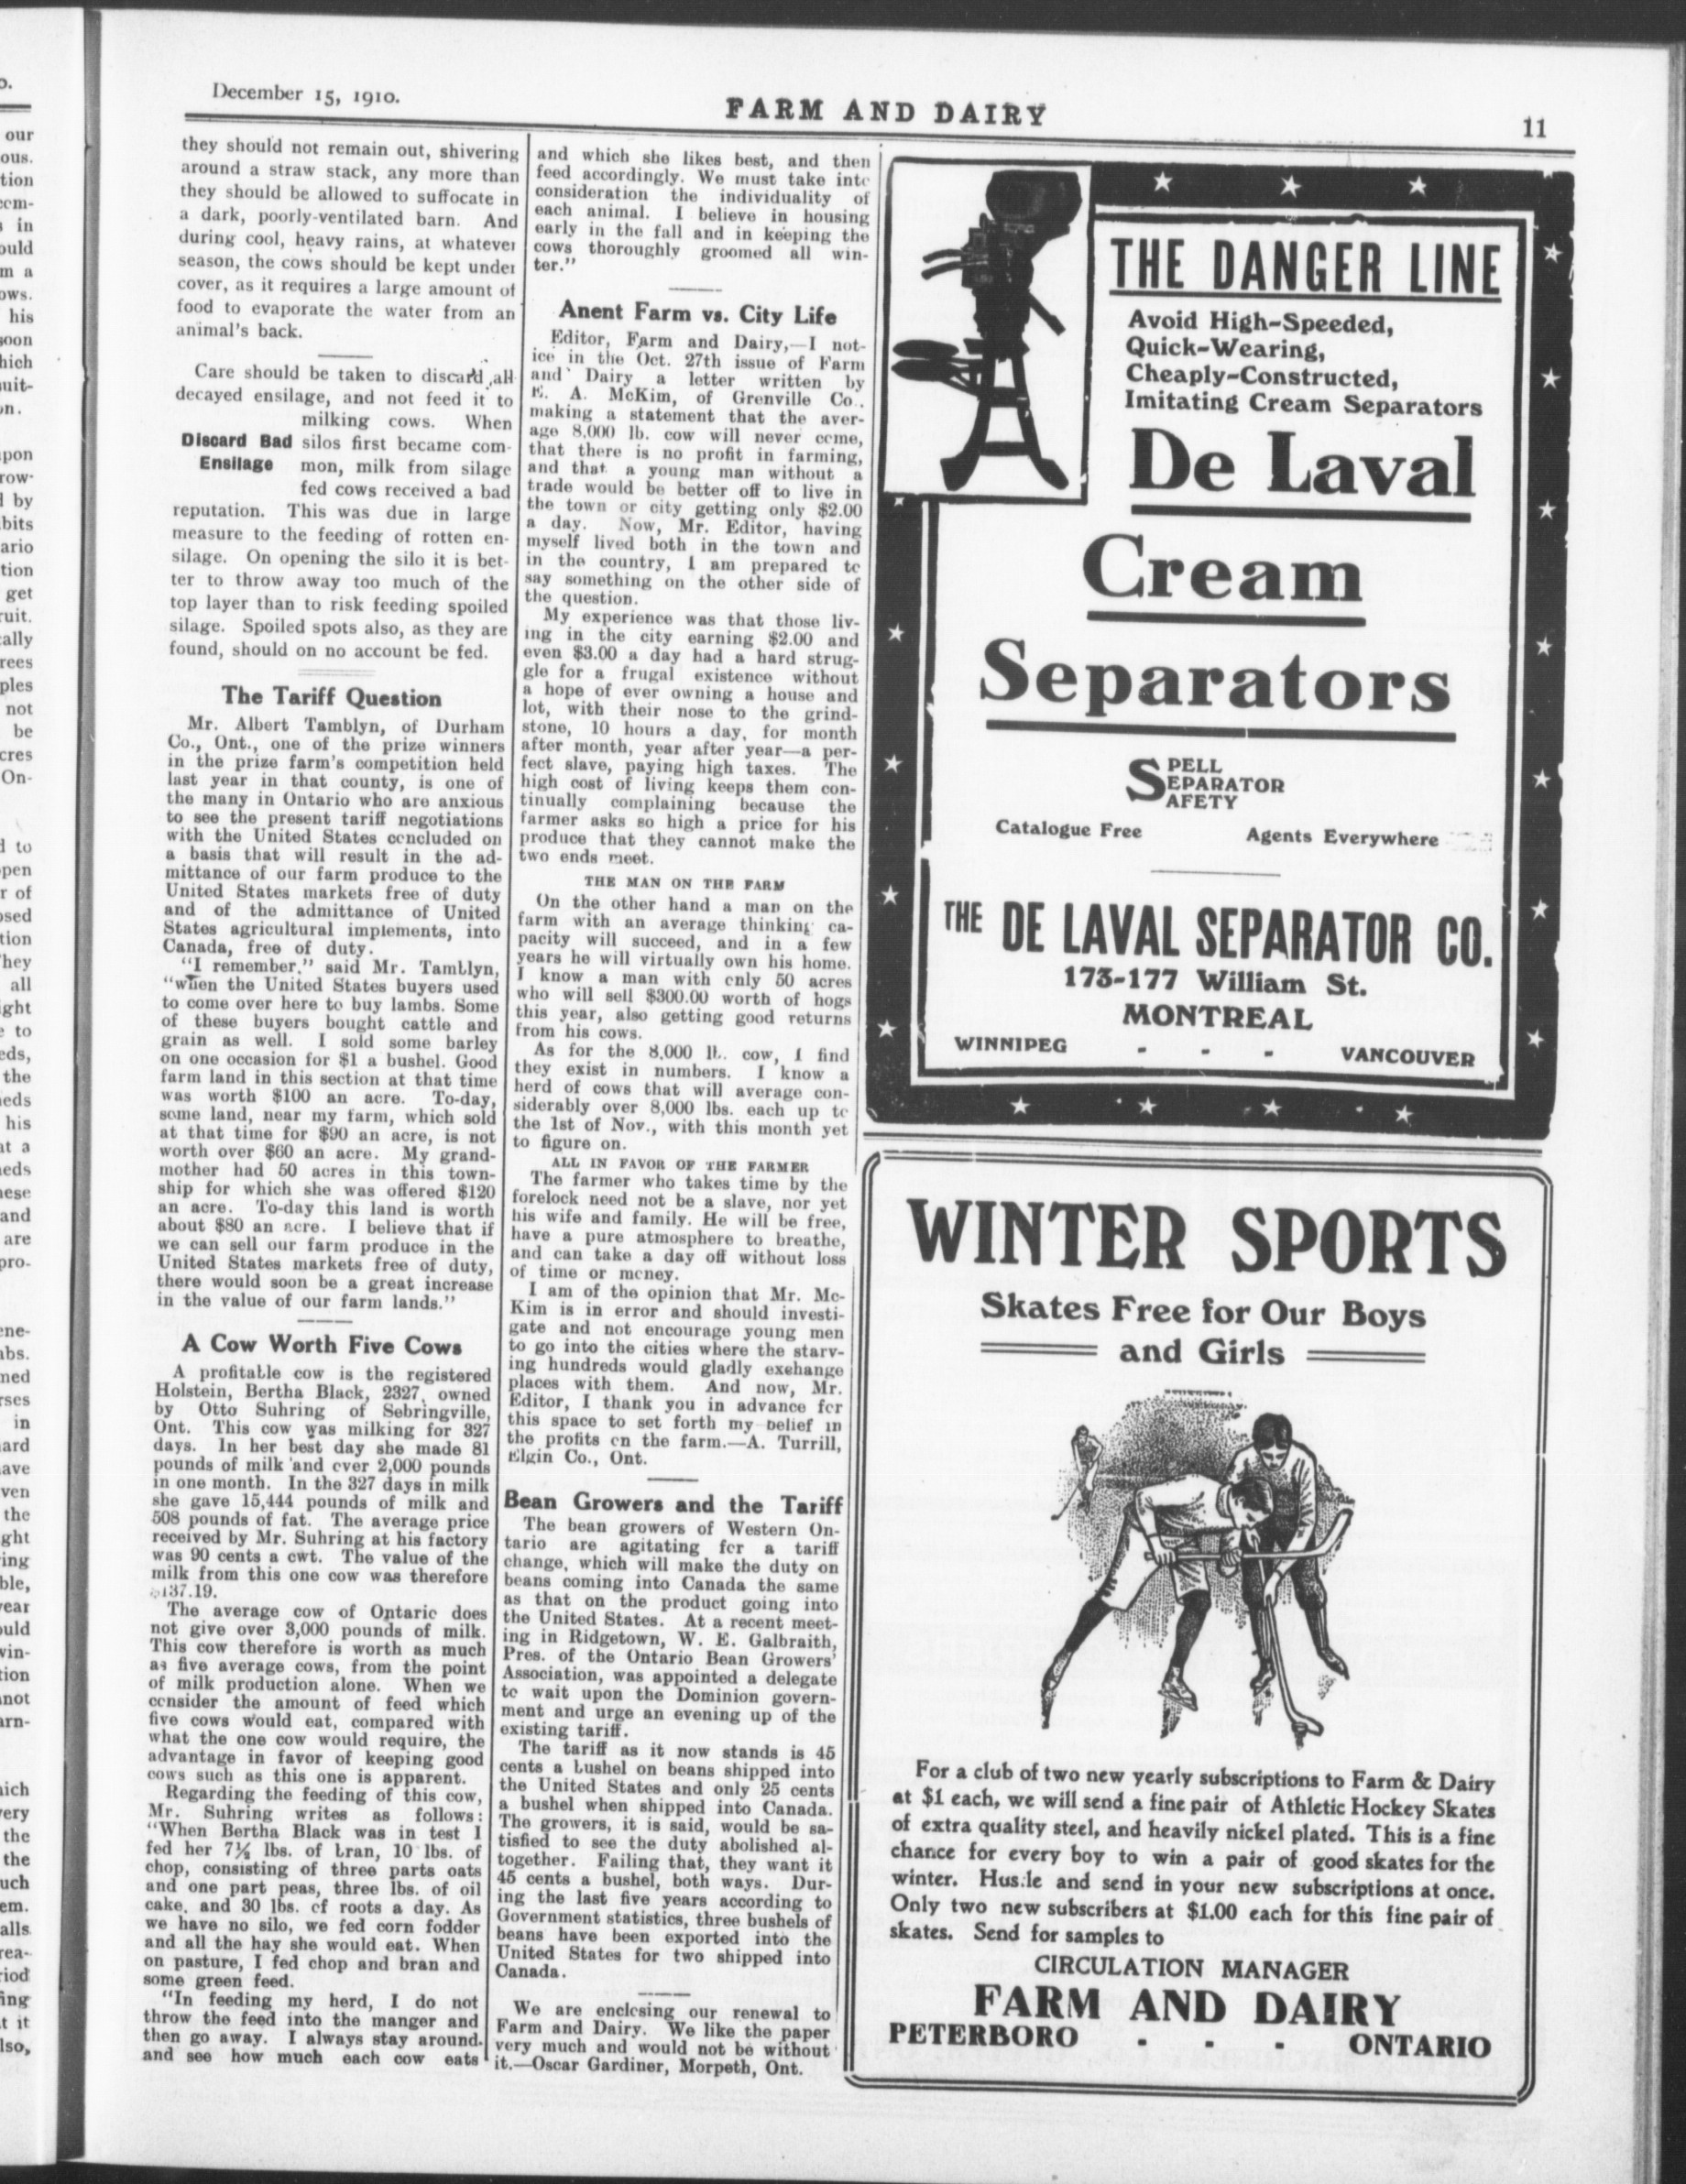 December 15, 1910.
FARM AND DAIRY
11
they should not remain out, shivering
around a straw stack, any more than
they should be allowed to suffocate in
a dark, poorly-ventilated barn. And
during cool, heavy rains, at whatever
season, the cows should be kept under
cover, as it requires a large amount of
food to evaporate the water from an
animal's back.
Care should be taken to discard all
decayed ensilage, and not feed it to
milking cows. When
Discard Bad silos first became com-
Ensilage mon, milk from silage
fed cows received a bad
reputation. This was due in large
measure to the feeding of rotten en-
silage. On opening the silo it is bet-
ter to throw away too much of the
top layer than to risk feeding spoiled
silage. Spoiled spots also, as they are
found, should on no account be fed.
The Tariff Question
Mr. Albert Tamblyn, of Durham
Co., Ont., one of the prize winners
in the prize farm's competition held
last year in that county, is one of
the many in Ontario who are anxious
to see the present tariff negotiations
with the United States concluded on
a basis that will result in the ad-
mittance of our farm produce to the
United States markets free of duty
and of the admittance of United
States agricultural implements, into
Canada, free of duty.
"I remember," said Mr. Tamblyn,
"when the United States buyers used
to come over here to buy lambs. Some
of these buyers bought cattle and
grain as well. I sold some barley
on one occasion for $1 a bushel. Good
farm land in this section at that time
was worth $100 an acre. To-day,
some land, near my farm, which sold
at that time for $90 an acre, is not
worth over $60 an acre. My grand-
mother had 50 acres in this town-
ship for which she was offered $120
an acre. To-day this land is worth
about $80 an acre. I believe that if
we can sell our farm produce in the
United States markets free of duty,
there would soon be a great increase
in the value of our farm lands."
A Cow Worth Five Cows
A profitable cow is the registered
Holstein, Bertha Black, 2327, owned
by Otto Suhring of Sebringville,
Ont. This cow was milking for 327
days. In her best day she made 81
pounds of milk and over 2,000 pounds
in one month. In the 327 days in milk
she gave 15,444 pounds of milk and
508 pounds of fat. The average price
received by Mr. Suhring at his factory
was 90 cents a cwt. The value of the
milk from this one cow was therefore
$137.19.
The average cow of Ontario does
not give over 3,000 pounds of milk.
This cow therefore is worth as much
as five average cows, from the point
of milk production alone. When we
consider the amount of feed which
five cows would eat, compared with
what the one cow would require, the
advantage in favor of keeping good
cows such as this one is apparent.
Regarding the feeding of this cow,
Mr. Suhring writes as follows:
"When Bertha Black was in test I
fed her 7½ lbs. of bran, 10 lbs. of
chop, consisting of three parts oats
and one part peas, three lbs. of oil
cake, and 30 lbs. of roots a day. As
we have no silo, we fed corn fodder
and all the hay she would eat. When
on pasture, I fed chop and bran and
some green feed.
"In feeding my herd, I do not
throw the feed into the manger and
then go away. I always stay around
and see how much each cow eats
and which she likes best, and then
feed accordingly. We must take into
consideration the individuality of
each animal. I believe in housing
early in the fall and in keeping the
cows thoroughly groomed all win-
ter."
Anent Farm vs. City Life
Editor, Farm and Dairy,—I not-
ice in the Oct. 27th issue of Farm
and Dairy a letter written by
E. A. McKim, of Grenville Co.,
making a statement that the aver-
age 8,000 lb. cow will never come,
that there is no profit in farming,
and that a young man without a
trade would be better off to live in
the town or city getting only $2.00
a day. Now, Mr. Editor, having
myself lived both in the town and
in the country, I am prepared to
say something on the other side of
the question.
My experience was that those liv-
ing in the city earning $2.00 and
even $3.00 a day had a hard strug-
gle for a frugal existence without
a hope of ever owning a house and
lot, with their nose to the grind-
stone, 10 hours a day, for month
after month, year after year—a per-
fect slave, paying high taxes. The
high cost of living keeps them con-
tinually complaining because the
farmer asks so high a price for his
produce that they cannot make the
two ends meet.
THE MAN ON THE FARM
On the other hand a man on the
farm with an average thinking ca-
pacity will succeed, and in a few
years he will virtually own his home.
I know a man with only 50 acres
who will sell $300.00 worth of hogs
this year, also getting good returns
from his cows.
As for the 8,000 lb. cow, I find
they exist in numbers. I know a
herd of cows that will average con-
siderably over 8,000 lbs. each up to
the 1st of Nov., with this month yet
to figure on.
ALL IN FAVOR OF THE FARMER
The farmer who takes time by the
forelock need not be a slave, nor yet
his wife and family. He will be free,
have a pure atmosphere to breathe,
and can take a day off without loss
of time or money.
I am of the opinion that Mr. Mc-
Kim is in error and should investi-
gate and not encourage young men
to go into the cities where the starv-
ing hundreds would gladly exchange
places with them. And now, Mr.
Editor, I thank you in advance for
this space to set forth my belief in
the profits on the farm.—A. Turrill,
Elgin Co., Ont.
Bean Growers and the Tariff
The bean growers of Western On-
tario are agitating for a tariff
change, which will make the duty on
beans coming into Canada the same
as that on the product going into
the United States. At a recent meet-
ing in Ridgetown, W. E. Galbraith,
Pres. of the Ontario Bean Growers'
Association, was appointed a delegate
to wait upon the Dominion govern-
ment and urge an evening up of the
existing tariff.
The tariff as it now stands is 45
cents a bushel on beans shipped into
the United States and only 25 cents
a bushel when shipped into Canada.
The growers, it is said, would be sa-
tisfied to see the duty abolished al-
together. Failing that, they want it
45 cents a bushel, both ways. Dur-
ing the last five years according to
Government statistics, three bushels of
beans have been exported into the
United States for two shipped into
Canada.
We are enclosing our renewal to
Farm and Dairy. We like the paper
very much and would not be without
it.—Oscar Gardiner, Morpeth, Ont.
THE DANGER LINE
Avoid High-Speeded,
Quick-Wearing,
Cheaply-Constructed,
Imitating Cream Separators
De Laval
Cream
Separators
SPELL
SEPARATOR
SAFETY
Catalogue Free Agents Everywhere
THE DE LAVAL SEPARATOR CO.
173-177 William St.
MONTREAL
WINNIPEG - - - VANCOUVER
WINTER SPORTS
Skates Free for Our Boys
and Girls
For a club of two new yearly subscriptions to Farm & Dairy
at $1 each, we will send a fine pair of Athletic Hockey Skates
of extra quality steel, and heavily nickel plated. This is a fine
chance for every boy to win a pair of good skates for the
winter. Hustle and send in your new subscriptions at once.
Only two new subscribers at $1.00 each for this fine pair of
skates. Send for samples to
CIRCULATION MANAGER
FARM AND DAIRY
PETERBORO - - - ONTARIO